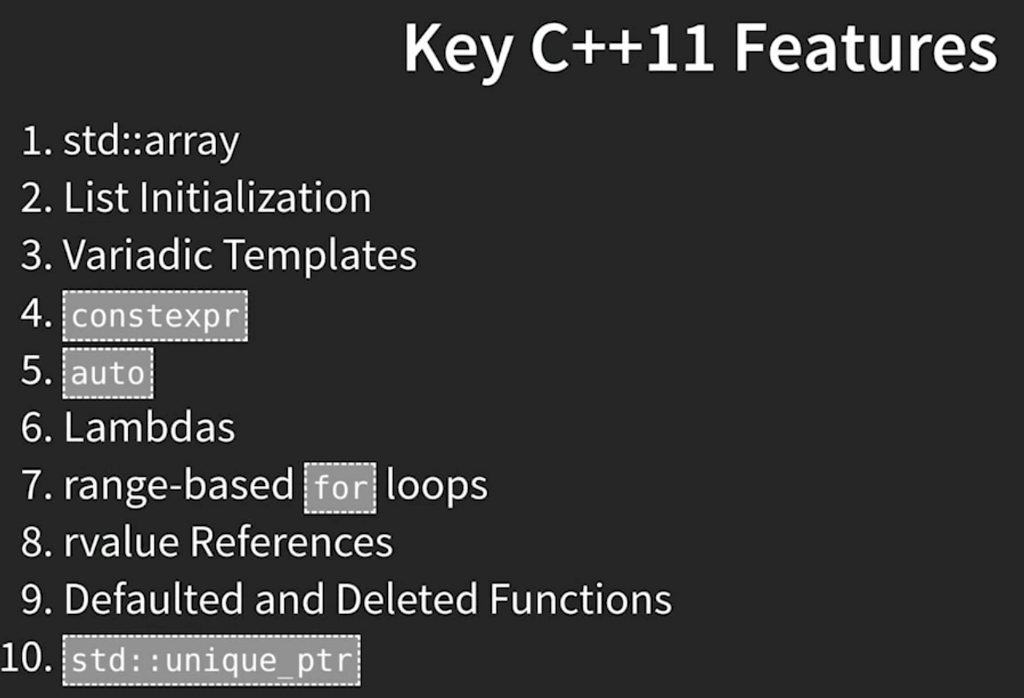 Key C++11 Features
1. std::array
2. List Initialization
3. Variadic Templates
4. constexpr
5. auto
6. Lambdas
7. range-based for loops
8. rvalue References
9. Defaulted and Deleted Functions
10. std::unique_ptr